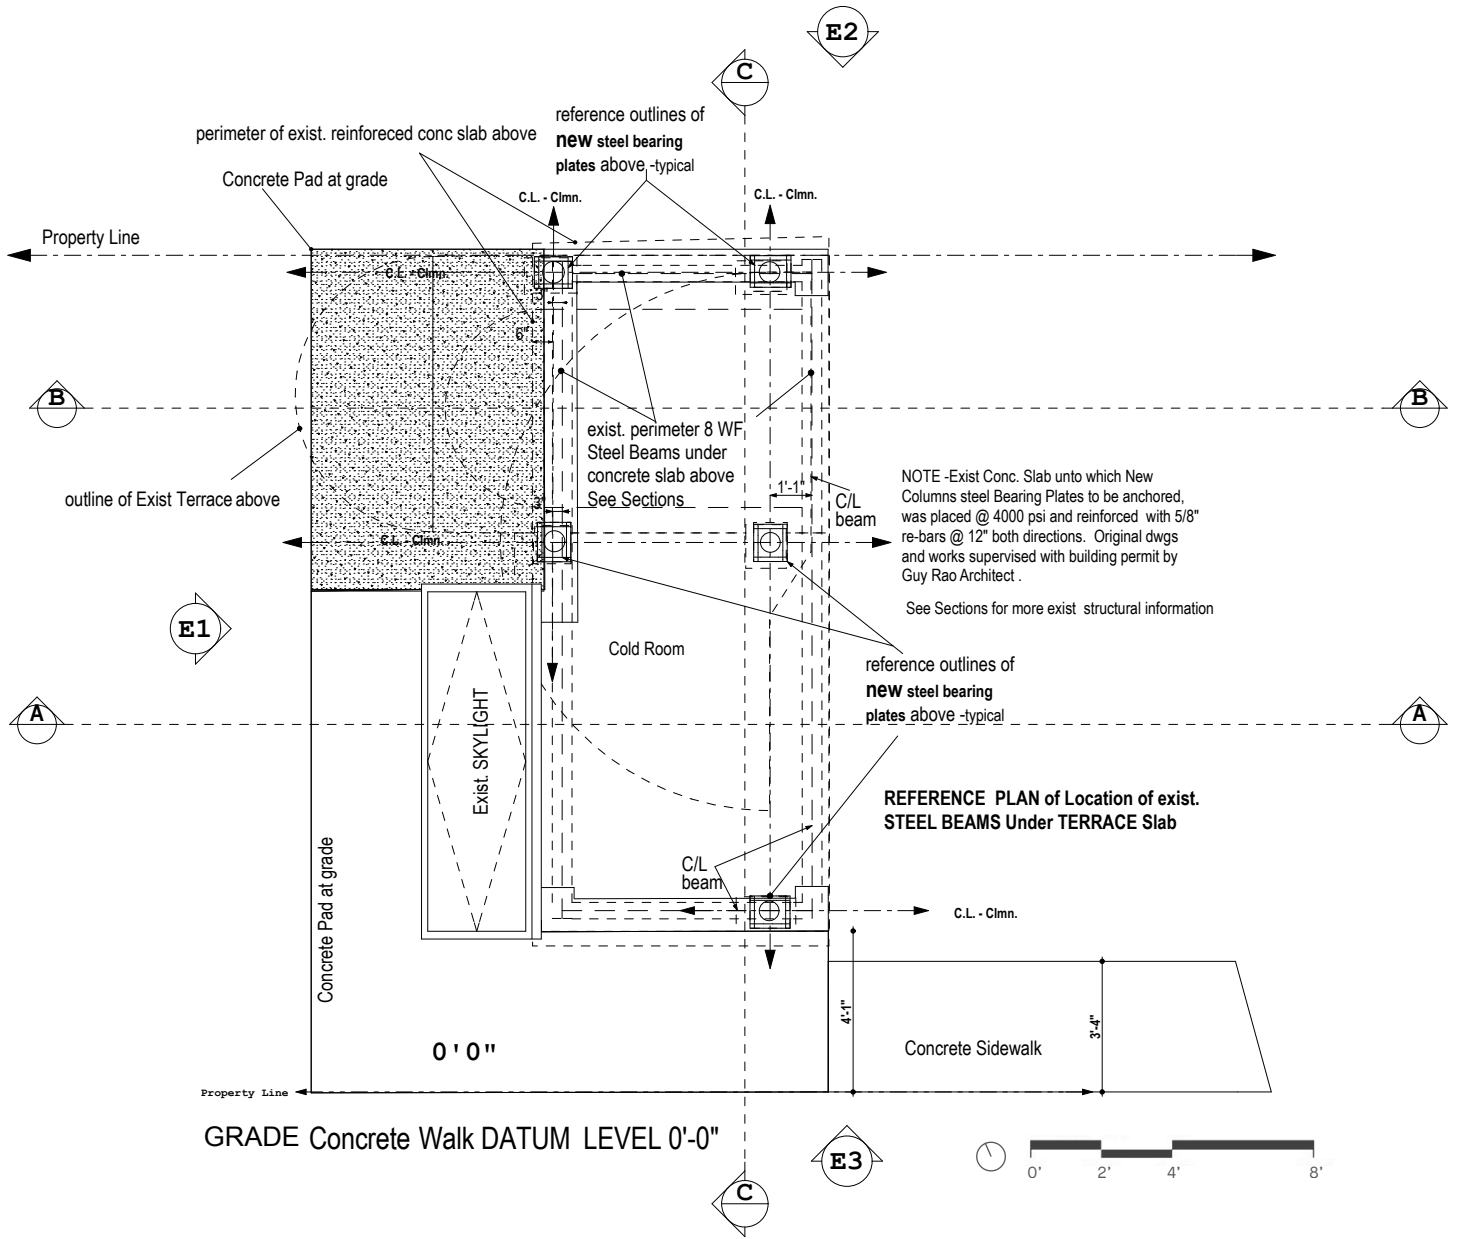 E2
C
reference outlines of
new steel bearing
plates above -typical
perimeter of exist. reinforeced conc slab above
Concrete Pad at grade
C.L. - Clmn.
C.L. - Clmn.
Property Line
C.L. - Clmn.
3"
6"
B
B
exist. perimeter 8 WF
Steel Beams under
concrete slab above
See Sections
outline of Exist Terrace above
1'-1"
C/L
beam
3"
C.L. - Clmn.
NOTE -Exist Conc. Slab unto which New
Columns steel Bearing Plates to be anchored,
was placed @ 4000 psi and reinforced with 5/8"
re-bars @ 12" both directions. Original dwgs
and works supervised with building permit by
Guy Rao Architect .
See Sections for more exist structural information
E1
Cold Room
reference outlines of
new steel bearing
plates above -typical
A
A
Exist. SKYLIGHT
REFERENCE PLAN of Location of exist.
STEEL BEAMS Under TERRACE Slab
C/L
beam
Concrete Pad at grade
C.L. - Clmn.
4'-1"
3'-4"
0'0"
Concrete Sidewalk
Property Line
GRADE Concrete Walk DATUM LEVEL 0'-0"
E3
0'
2'
4'
8'
C